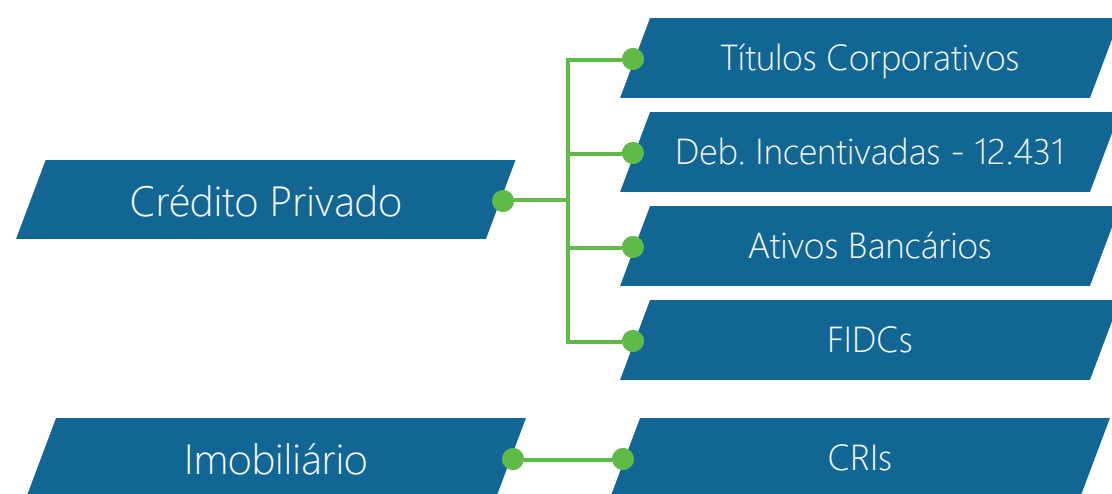 Crédito Privado
Títulos Corporativos
Deb. Incentivadas - 12.431
Ativos Bancários
FIDCs
Imobiliário
CRIs